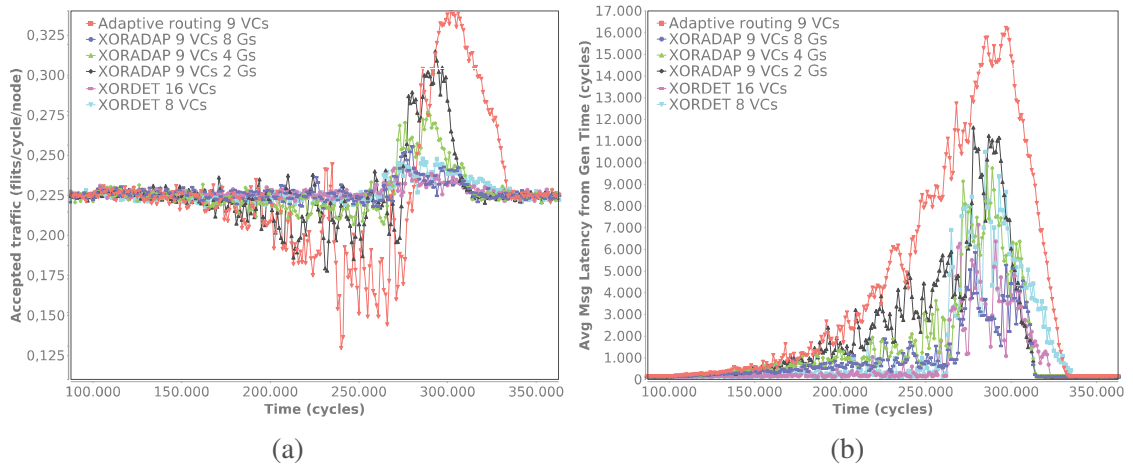 Adaptive routing 9 VCs
XORADAP 9 VCs 8 Gs
XORADAP 9 VCs 4 Gs
XORADAP 9 VCs 2 Gs
XORDET 16 VCs
XORDET 8 VCs
Accepted traffic (flits/cycle/node)
0,325
0,300
0,275
0,250
0,225
0,200
0,175
0,150
0,125
100.000 150.000 200.000 250.000 300.000 350.000
Time (cycles)
(a)
Adaptive routing 9 VCs
XORADAP 9 VCs 8 Gs
XORADAP 9 VCs 4 Gs
XORADAP 9 VCs 2 Gs
XORDET 16 VCs
XORDET 8 VCs
Avg Msg Latency from Gen Time (cycles)
17.000
16.000
15.000
14.000
13.000
12.000
11.000
10.000
9.000
8.000
7.000
6.000
5.000
4.000
3.000
2.000
1.000
0
100.000 150.000 200.000 250.000 300.000 350.000
Time (cycles)
(b)